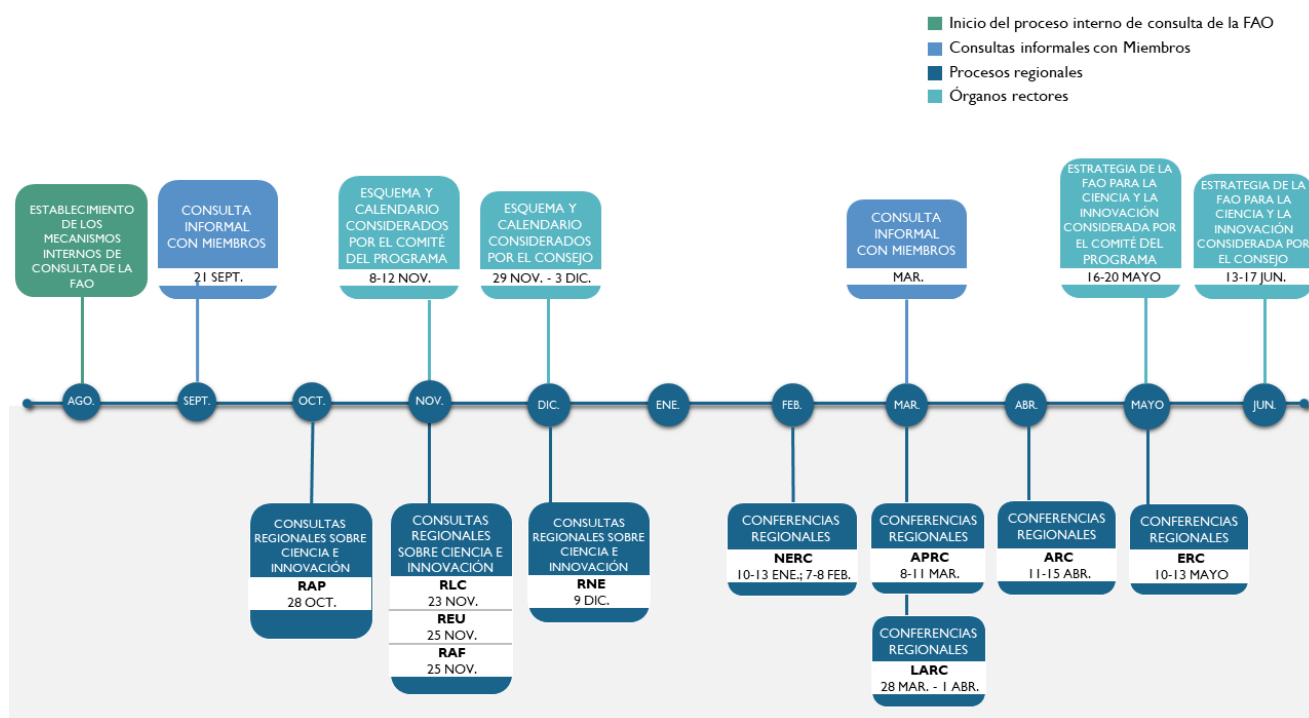 Inicio del proceso interno de consulta de la FAO
Consultas informales con Miembros
Procesos regionales
Órganos rectores
ESTABLECIMIENTO
DE LOS
MECANISMOS
INTERNOS DE
CONSULTA DE LA
FAO
CONSULTA
INFORMAL
CON MIEMBROS
21 SEPT.
ESQUEMA Y
CALENDARIO
CONSIDERADOS
POR EL COMITÉ
DEL PROGRAMA
8-12 NOV.
ESQUEMA Y
CALENDARIO
CONSIDERADOS
POR EL CONSEJO
29 NOV. - 3 DIC.
CONSULTA
INFORMAL
CON MIEMBROS
MAR.
ESTRATEGIA DE LA
FAO PARA LA
CIENCIA Y LA
INNOVACIÓN
CONSIDERADA POR
EL COMITÉ DEL
PROGRAMA
16-20 MAYO
ESTRATEGIA DE LA
FAO PARA LA
CIENCIA Y LA
INNOVACIÓN
CONSIDERADA POR
EL CONSEJO
13-17 JUN.
AGO.
SEPT.
OCT.
NOV.
DIC.
ENE.
FEB.
MAR.
ABR.
MAYO
JUN.
CONSULTAS
REGIONALES SOBRE
CIENCIA E
INNOVACIÓN
RAP
28 OCT.
CONSULTAS
REGIONALES
SOBRE CIENCIA E
INNOVACIÓN
RLC
23 NOV.
REU
25 NOV.
RAF
25 NOV.
CONSULTAS
REGIONALES SOBRE
CIENCIA E
INNOVACIÓN
RNE
9 DIC.
CONFERENCIAS
REGIONALES
NERC
10-13 ENE.; 7-8 FEB.
CONFERENCIAS
REGIONALES
APRC
8-11 MAR.
CONFERENCIAS
REGIONALES
LARC
28 MAR. - 1 ABR.
CONFERENCIAS
REGIONALES
ARC
11-15 ABR.
CONFERENCIAS
REGIONALES
ERC
10-13 MAYO